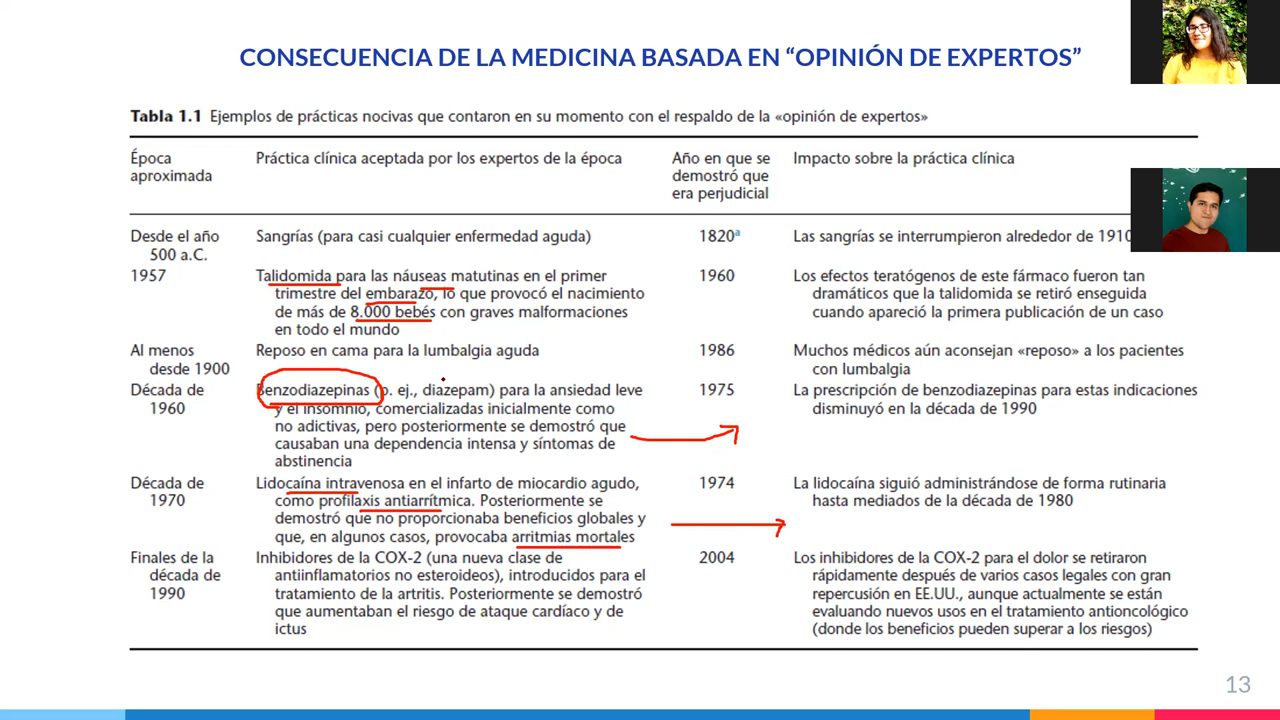 CONSECUENCIA DE LA MEDICINA BASADA EN “OPINIÓN DE EXPERTOS”
Tabla 1.1 Ejemplos de prácticas nocivas que contaron en su momento con el respaldo de la «opinión de expertos»
Época
aproximada
Práctica clínica aceptada por los expertos de la época
Año en que se
demostró que
era perjudicial
Impacto sobre la práctica clínica
Desde el año
500 a.C.
Sangrías (para casi cualquier enfermedad aguda)
1820ª
Las sangrías se interrumpieron alrededor de 1910
1957
Talidomida para las náuseas matutinas en el primer
trimestre del embarazo, lo que provocó el nacimiento
de más de 8.000 bebés con graves malformaciones
en todo el mundo
1960
Los efectos teratógenos de este fármaco fueron tan
dramáticos que la talidomida se retiró enseguida
cuando apareció la primera publicación de un caso
Al menos
desde 1900
Reposo en cama para la lumbalgia aguda
1986
Muchos médicos aún aconsejan «reposo» a los pacientes
con lumbalgia
Década de
1960
Benzodiazepinas (p. ej., diazepam) para la ansiedad leve
y el insomnio, comercializadas inicialmente como
no adictivas, pero posteriormente se demostró que
causaban una dependencia intensa y síntomas de
abstinencia
1975
La prescripción de benzodiazepinas para estas indicaciones
disminuyó en la década de 1990
Década de
1970
Lidocaína intravenosa en el infarto de miocardio agudo,
como profilaxis antiarrítmica. Posteriormente se
demostró que no proporcionaba beneficios globales y
que, en algunos casos, provocaba arritmias mortales
1974
La lidocaína siguió administrándose de forma rutinaria
hasta mediados de la década de 1980
Finales de la
década de
1990
Inhibidores de la COX-2 (una nueva clase de
antiinflamatorios no esteroideos), introducidos para el
tratamiento de la artritis. Posteriormente se demostró
que aumentaban el riesgo de ataque cardíaco y de
ictus
2004
Los inhibidores de la COX-2 para el dolor se retiraron
rápidamente después de varios casos legales con gran
repercusión en EE.UU., aunque actualmente se están
evaluando nuevos usos en el tratamiento antioncológico
(donde los beneficios pueden superar a los riesgos)
13